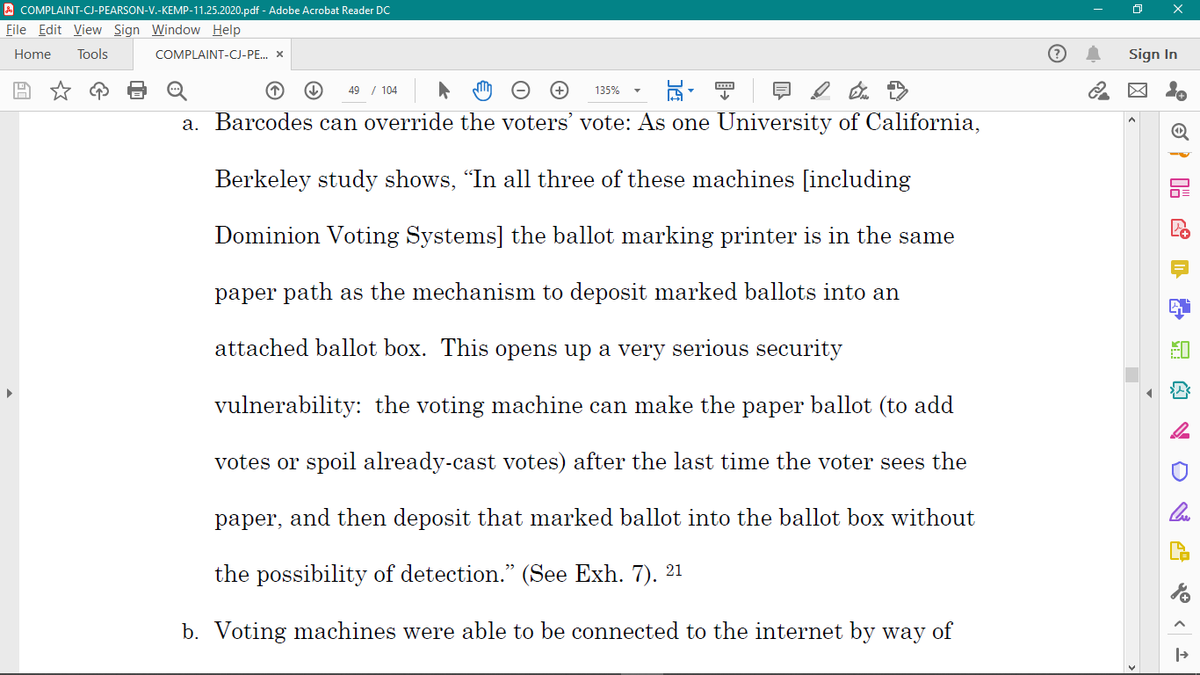 COMPLAINT-CJ-PEARSON-V.-KEMP-11.25.2020.pdf - Adobe Acrobat Reader DC
File Edit View Sign Window Help
Home Tools COMPLAINT-CJ-PE... × Sign In
49 / 104 135%
a. Barcodes can override the voters’ vote: As one University of California,
Berkeley study shows, “In all three of these machines [including
Dominion Voting Systems] the ballot marking printer is in the same
paper path as the mechanism to deposit marked ballots into an
attached ballot box. This opens up a very serious security
vulnerability: the voting machine can make the paper ballot (to add
votes or spoil already-cast votes) after the last time the voter sees the
paper, and then deposit that marked ballot into the ballot box without
the possibility of detection.” (See Exh. 7). 21
b. Voting machines were able to be connected to the internet by way of